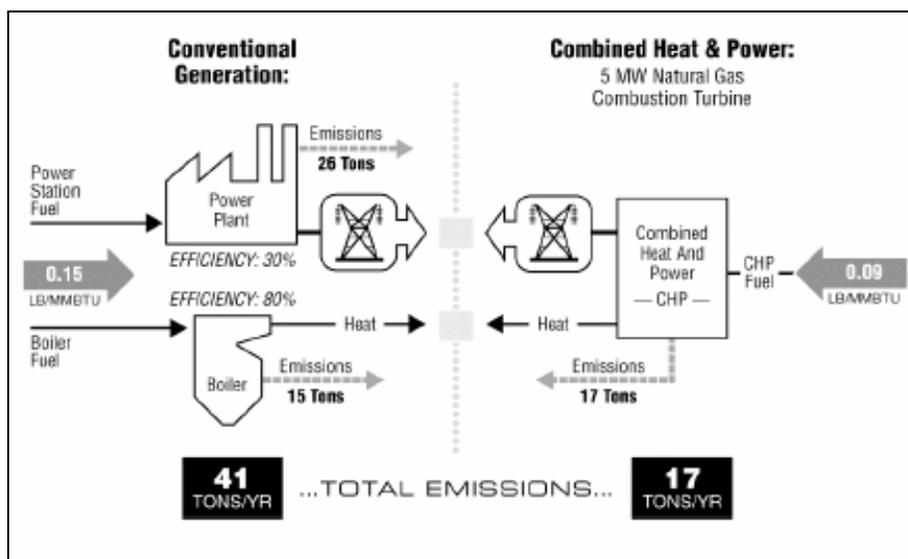 Conventional
Generation:
Combined Heat & Power:
5 MW Natural Gas
Combustion Turbine
Emissions
26 Tons
Power
Station
Fuel
Power
Plant
EFFICIENCY: 30%
0.15
LB/MMBTU
EFFICIENCY: 80%
Boiler
Fuel
Boiler
Heat
Emissions
15 Tons
Combined
Heat And
Power
— CHP —
CHP
Fuel
0.09
LB/MMBTU
Heat
Emissions
17 Tons
41
TONS/YR
...TOTAL EMISSIONS...
17
TONS/YR